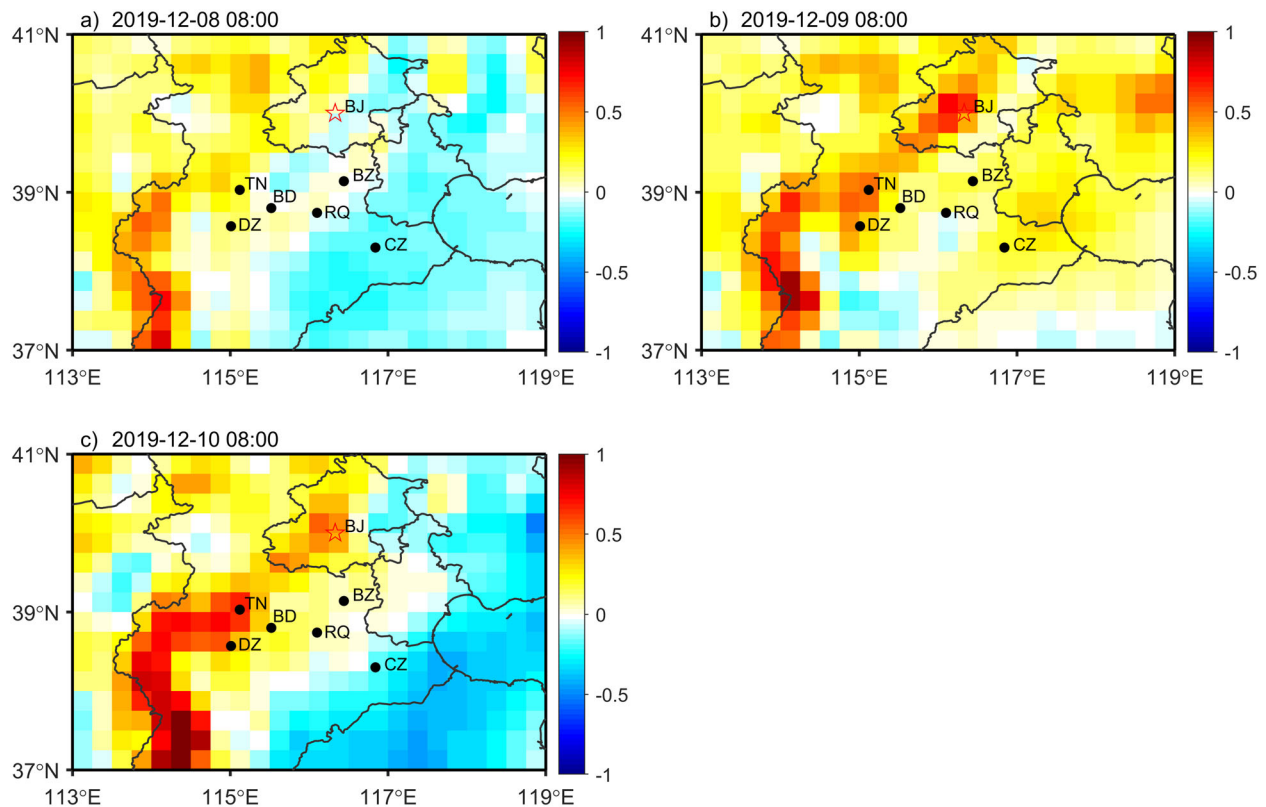 a) 2019-12-08 08:00
41°N
39°N
37°N
113°E 115°E 117°E 119°E
BJ
TN
BD
BZ
DZ
RQ
CZ
1
0.5
0
-0.5
-1
b) 2019-12-09 08:00
41°N
39°N
37°N
113°E 115°E 117°E 119°E
BJ
TN
BD
BZ
DZ
RQ
CZ
1
0.5
0
-0.5
-1
c) 2019-12-10 08:00
41°N
39°N
37°N
113°E 115°E 117°E 119°E
BJ
TN
BD
BZ
DZ
RQ
CZ
1
0.5
0
-0.5
-1